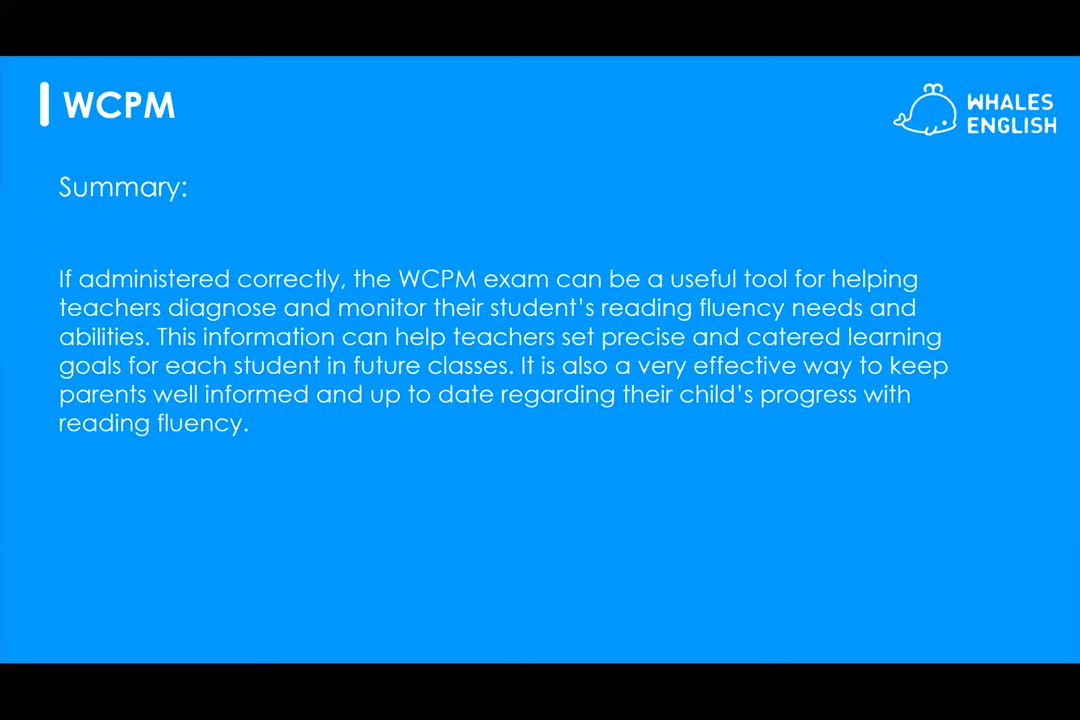 WCPM
WHALES
ENGLISH
Summary:
If administered correctly, the WCPM exam can be a useful tool for helping
teachers diagnose and monitor their student’s reading fluency needs and
abilities. This information can help teachers set precise and catered learning
goals for each student in future classes. It is also a very effective way to keep
parents well informed and up to date regarding their child’s progress with
reading fluency.